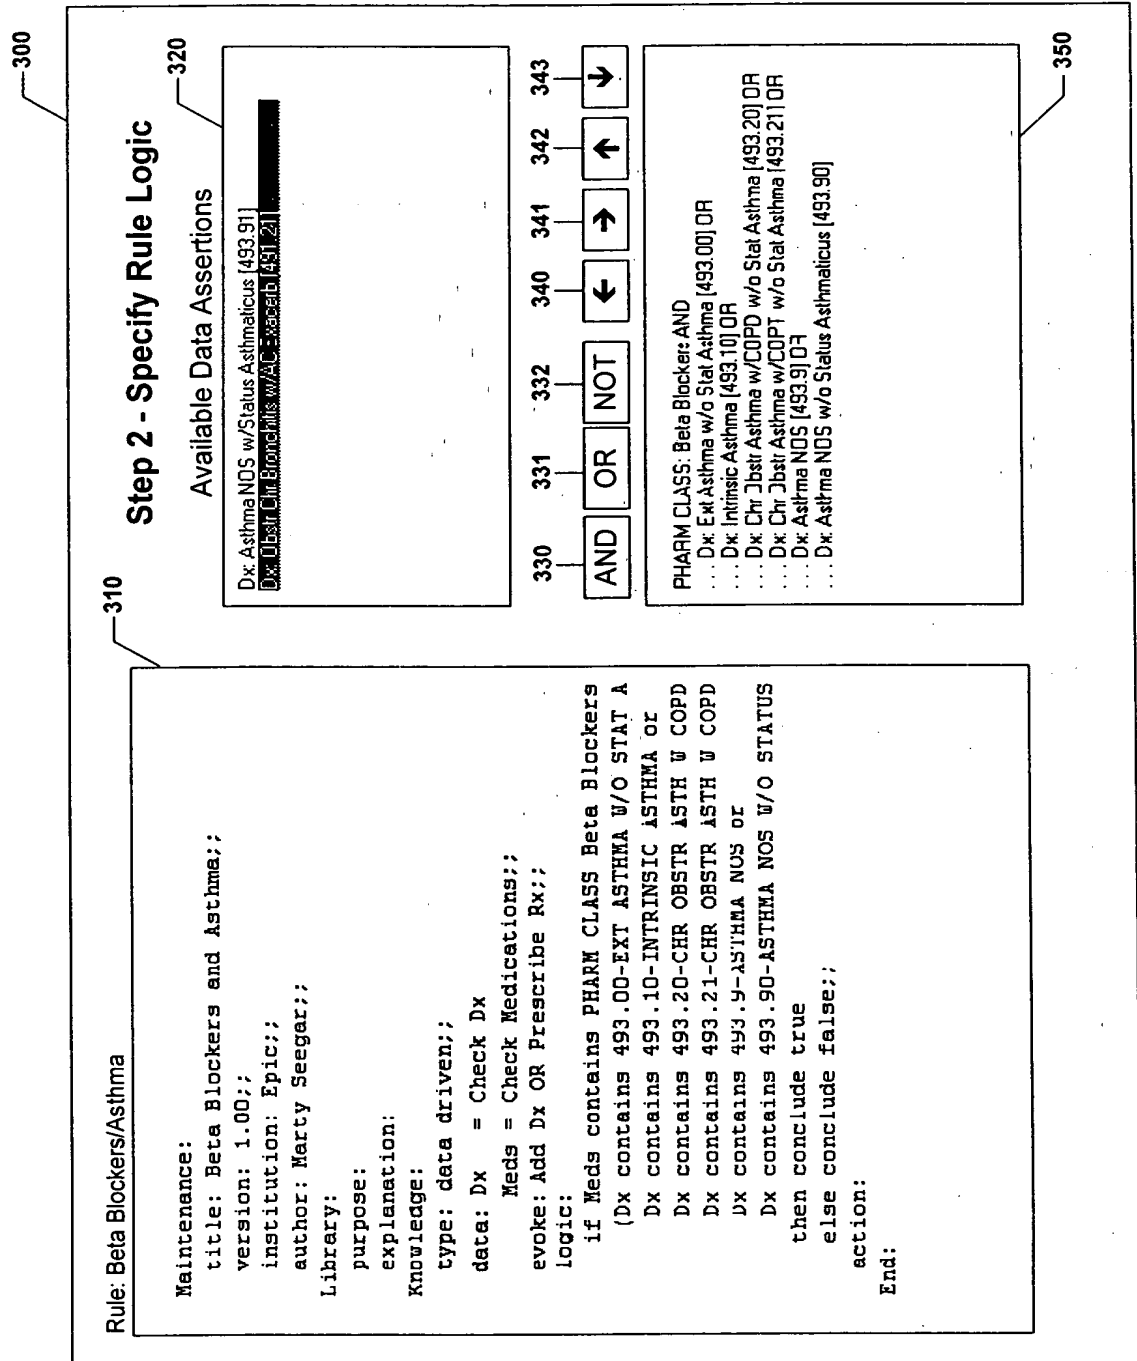 300
Rule: Beta Blockers/Asthma
310
Maintenance:
title: Beta Blockers and Asthma;;
version: 1.00;;
institution: Epic;;
author: Marty Seegar;;
Library:
purpose:
explanation:
Knowledge:
type: data driven;;
data: Dx = Check Dx
Meds = Check Medications;;
evoke: Add Dx OR Prescribe Rx;;
logic:
if Meds contains PHARM CLASS Beta Blockers
(Dx contains 493.00-EXT ASTHMA W/O STAT A
Dx contains 493.10-INTRINSIC ASTHMA or
Dx contains 493.20-CHR OBSTR ASTH W COPD
Dx contains 493.21-CHR OBSTR ASTH W COPD
Dx contains 493.9-ASTHMA NOS or
Dx contains 493.90-ASTHMA NOS W/O STATUS
then conclude true
else conclude false;;
action:
End:
Step 2 - Specify Rule Logic
Available Data Assertions
320
Dx: Asthma NOS w/Status Asthmaticus [493.91]
Dx: Obstr Chr Bronchitis w/AC Exacerb [491.21]
330 331 332 340 341 342 343
AND OR NOT ← → ↑ ↓
PHARM CLASS: Beta Blocker: AND
... Dx: Ext Asthma w/o Stat Asthma [493.00] OR
... Dx: Intrinsic Asthma [493.10] OR
... Dx: Chr Obstr Asthma w/COPD w/o Stat Asthma [493.20] OR
... Dx: Chr Obstr Asthma w/COPT w/o Stat Asthma [493.21] OR
... Dx: Asthma NOS [493.9] OR
... Dx: Asthma NOS w/o Status Asthmaticus [493.90]
350